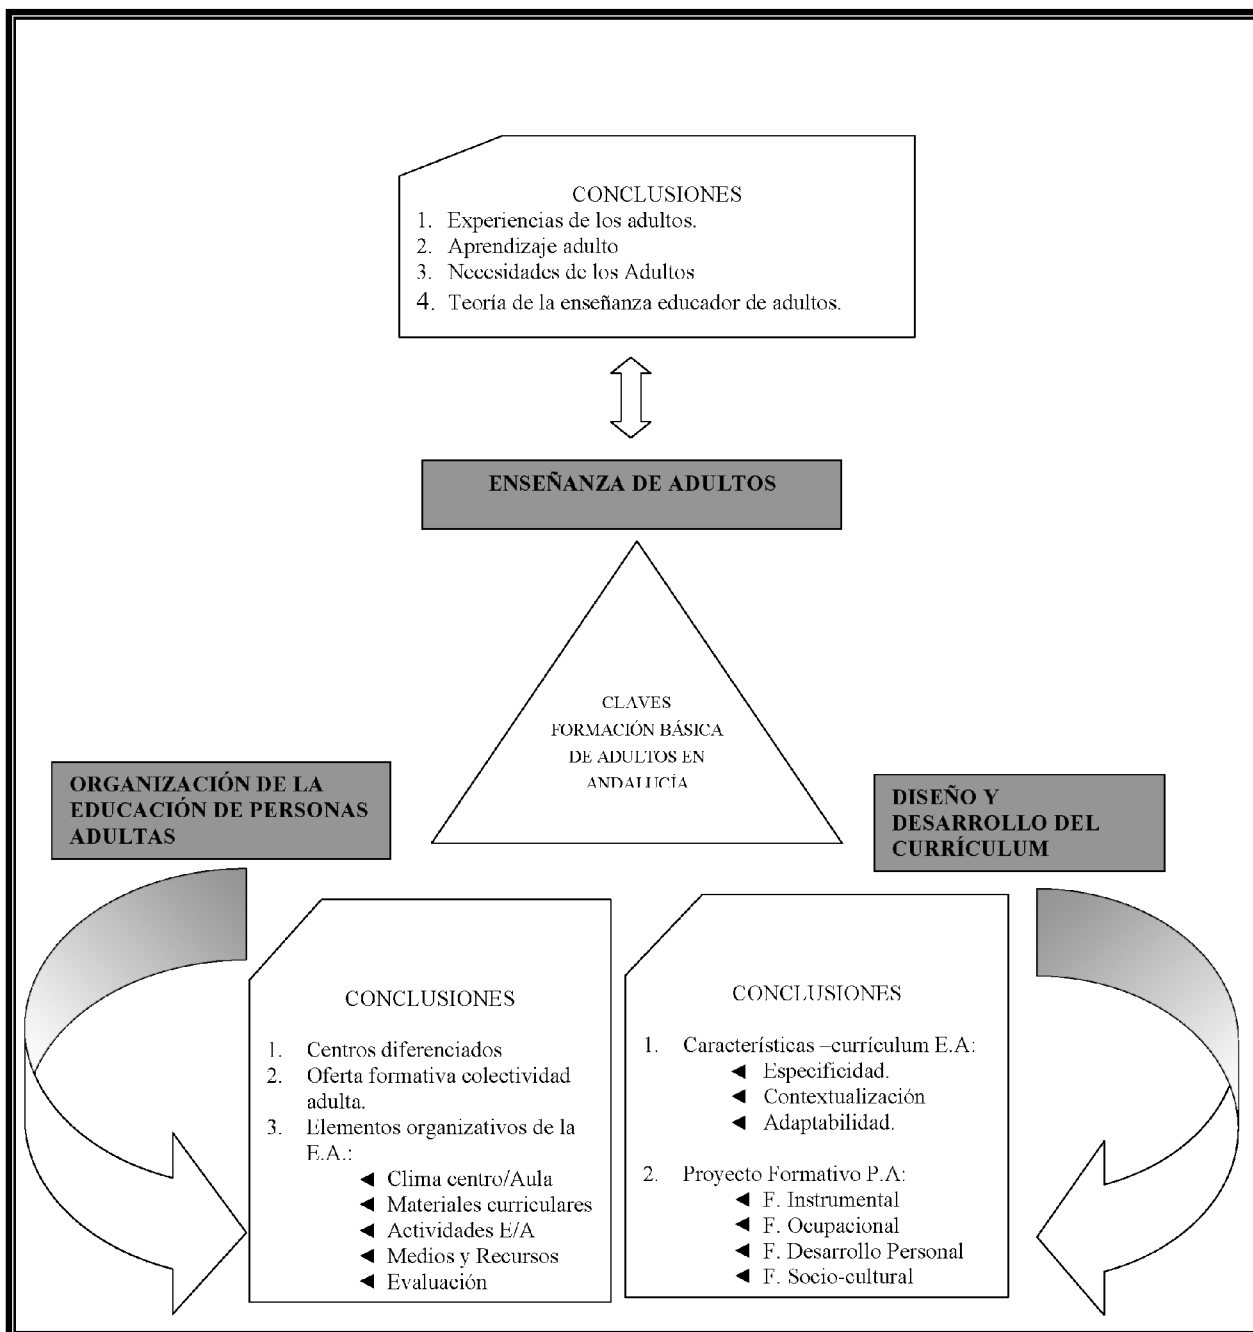 CONCLUSIONES
1. Experiencias de los adultos.
2. Aprendizaje adulto
3. Necesidades de los Adultos
4. Teoría de la enseñanza educador de adultos.
ENSEÑANZA DE ADULTOS
CLAVES
FORMACIÓN BÁSICA
DE ADULTOS EN
ANDALUCÍA
ORGANIZACIÓN DE LA
EDUCACIÓN DE PERSONAS
ADULTAS
DISEÑO Y
DESARROLLO DEL
CURRÍCULUM
CONCLUSIONES
1. Centros diferenciados
2. Oferta formativa colectividad
adulta.
3. Elementos organizativos de la
E.A.:
◄ Clima centro/Aula
◄ Materiales curriculares
◄ Actividades E/A
◄ Medios y Recursos
◄ Evaluación
CONCLUSIONES
1. Características –currículum E.A:
◄ Especificidad.
◄ Contextualización
◄ Adaptabilidad.
2. Proyecto Formativo P.A:
◄ F. Instrumental
◄ F. Ocupacional
◄ F. Desarrollo Personal
◄ F. Socio-cultural